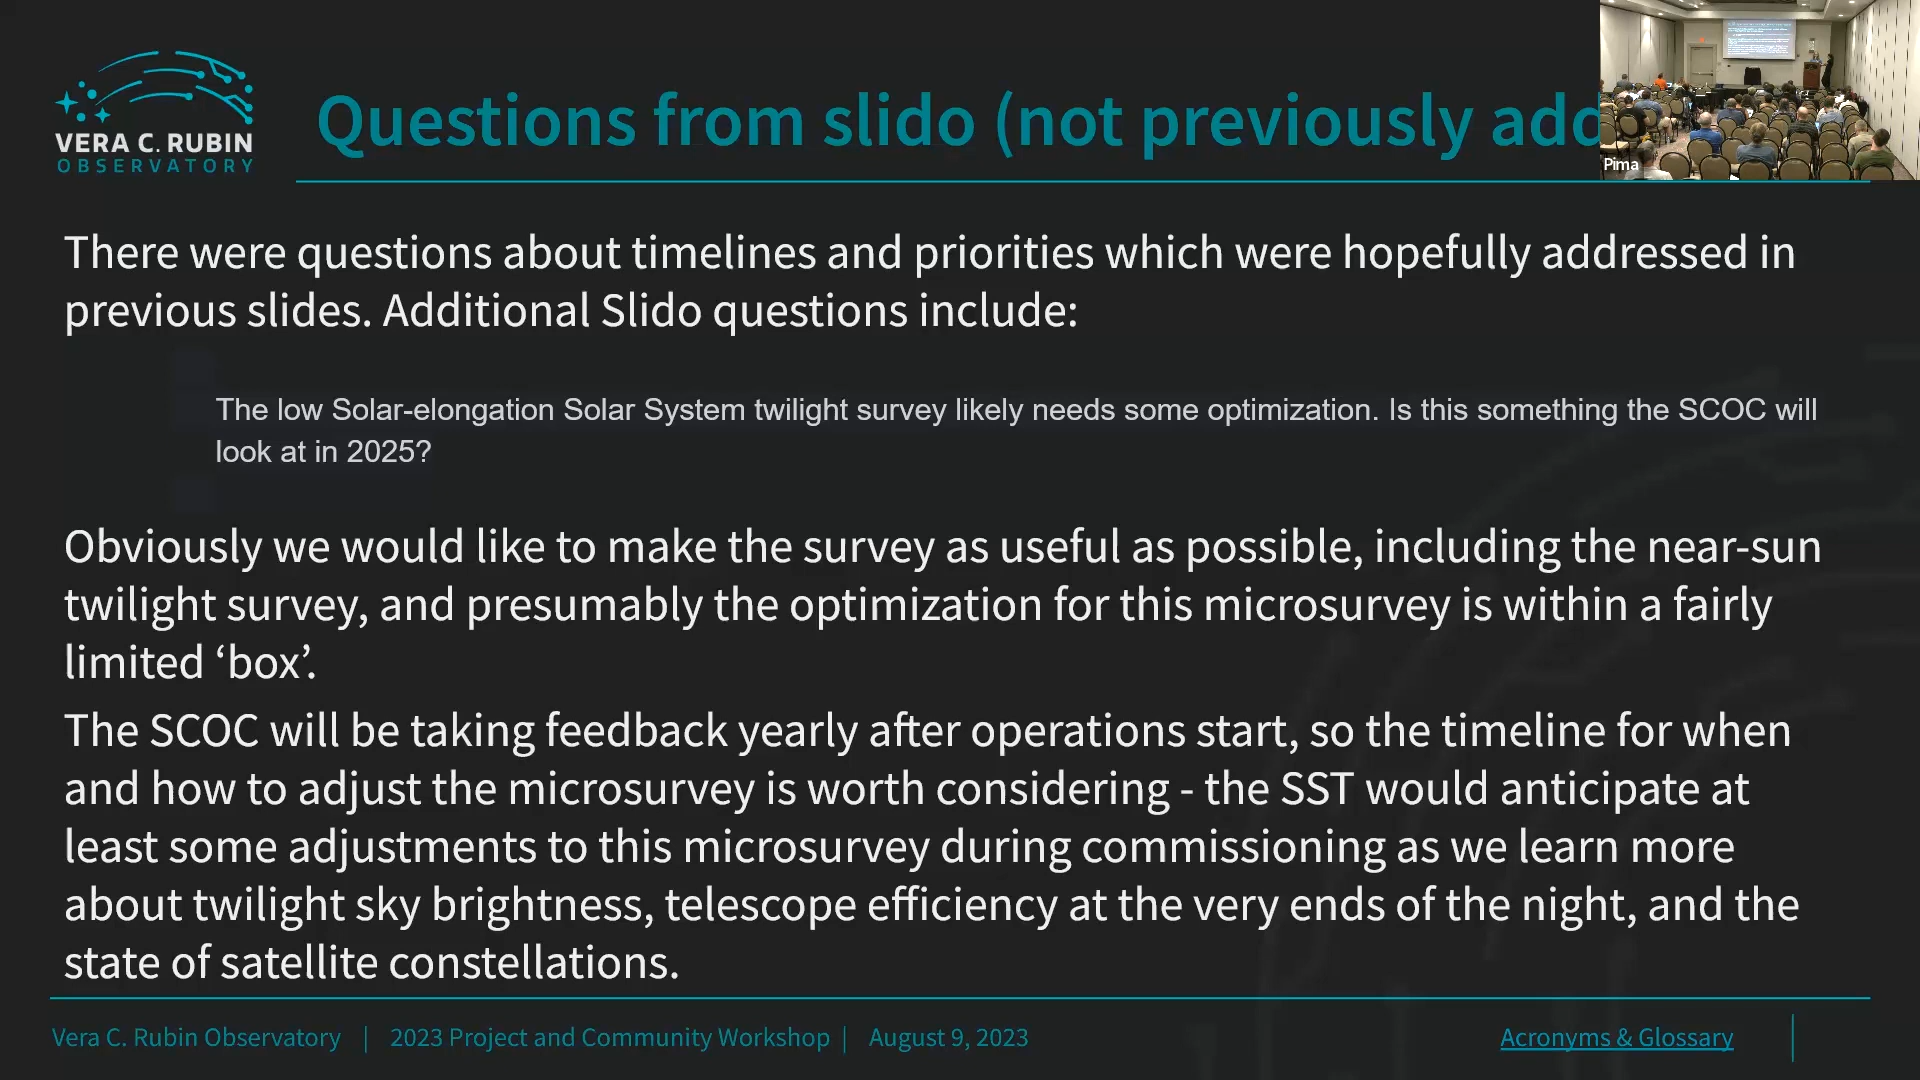 VERA C. RUBIN
OBSERVATORY
Questions from slido (not previously add
Pima
There were questions about timelines and priorities which were hopefully addressed in
previous slides. Additional Slido questions include:
The low Solar-elongation Solar System twilight survey likely needs some optimization. Is this something the SCOC will
look at in 2025?
Obviously we would like to make the survey as useful as possible, including the near-sun
twilight survey, and presumably the optimization for this microsurvey is within a fairly
limited ‘box’.
The SCOC will be taking feedback yearly after operations start, so the timeline for when
and how to adjust the microsurvey is worth considering - the SST would anticipate at
least some adjustments to this microsurvey during commissioning as we learn more
about twilight sky brightness, telescope efficiency at the very ends of the night, and the
state of satellite constellations.
Vera C. Rubin Observatory | 2023 Project and Community Workshop | August 9, 2023
Acronyms & Glossary